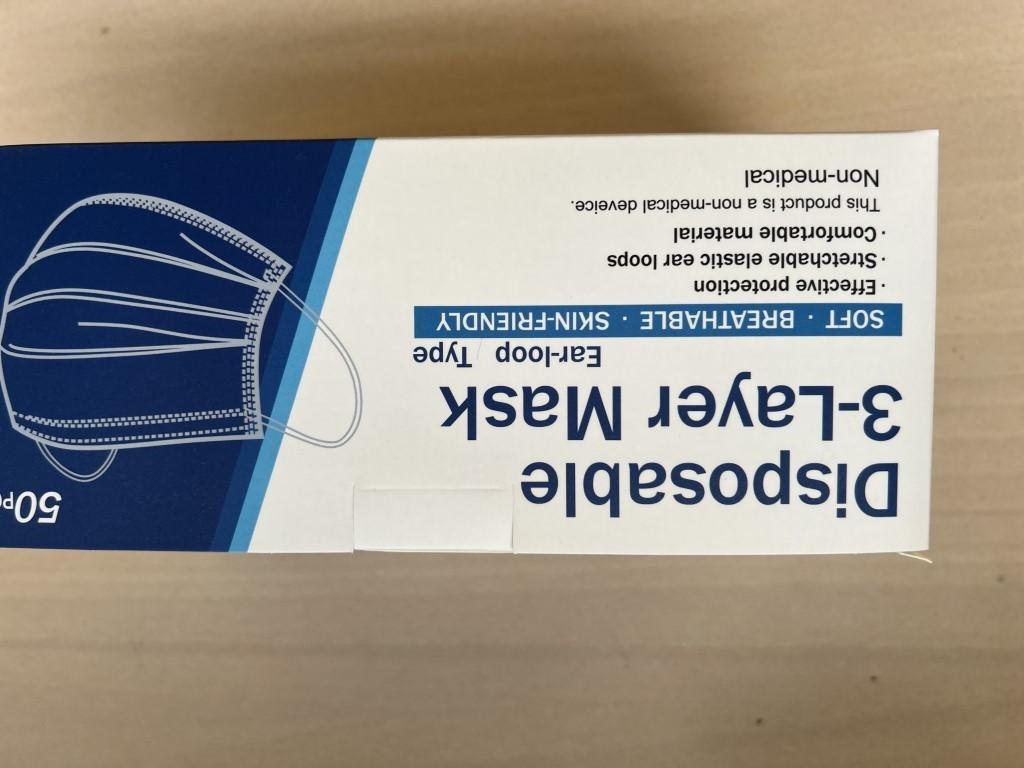 Disposable
3-Layer Mask
Ear-loop Type
SOFT · BREATHABLE · SKIN-FRIENDLY
· Effective protection
· Stretchable elastic ear loops
· Comfortable material
This product is a non-medical deveice.
Non-medical
50PC